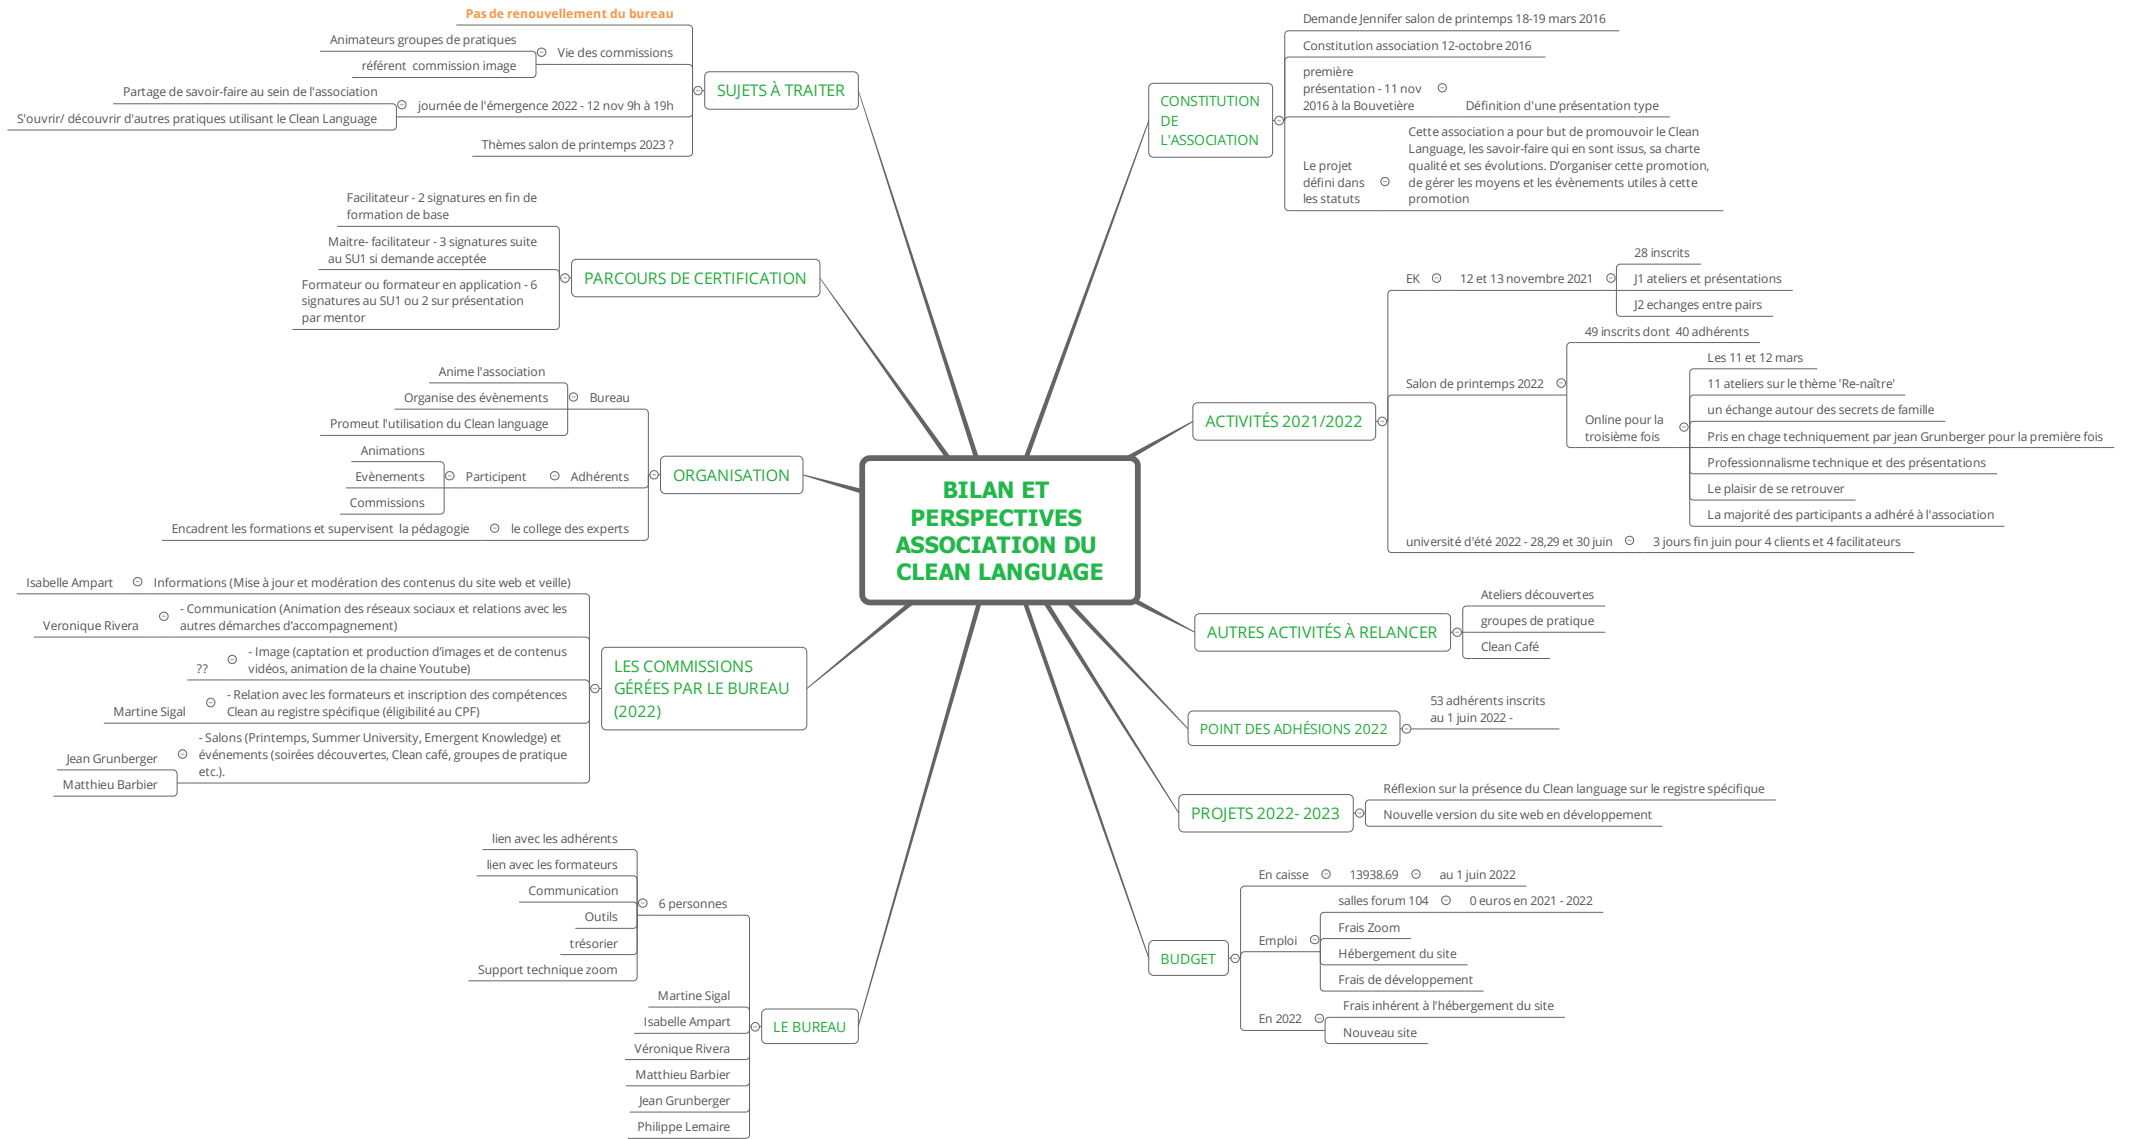 BILAN ET
PERSPECTIVES
ASSOCIATION DU
CLEAN LANGUAGE
CONSTITUTION
DE
L'ASSOCIATION
Demande Jennifer salon de printemps 18-19 mars 2016
Constitution association 12-octobre 2016
première
présentation - 11 nov
2016 à la Bouvetière
Définition d'une présentation type
Le projet
défini dans
les statuts
Cette association a pour but de promouvoir le Clean
Language, les savoir-faire qui en sont issus, sa charte
qualité et ses évolutions. D’organiser cette promotion,
de gérer les moyens et les évènements utiles à cette
promotion
ACTIVITÉS 2021/2022
EK
12 et 13 novembre 2021
28 inscrits
J1 ateliers et présentations
J2 echanges entre pairs
Salon de printemps 2022
49 inscrits dont  40 adhérents
Online pour la
troisième fois
Les 11 et 12 mars
11 ateliers sur le thème 'Re-naître'
un échange autour des secrets de famille
Pris en chage techniquement par jean Grunberger pour la première fois
Professionnalisme technique et des présentations
Le plaisir de se retrouver
La majorité des participants a adhéré à l'association
université d'été 2022 - 28,29 et 30 juin
3 jours fin juin pour 4 clients et 4 facilitateurs
AUTRES ACTIVITÉS À RELANCER
Ateliers découvertes
groupes de pratique
Clean Café
POINT DES ADHÉSIONS 2022
53 adhérents inscrits
au 1 juin 2022 -
PROJETS 2022- 2023
Réflexion sur la présence du Clean language sur le registre spécifique
Nouvelle version du site web en développement
BUDGET
En caisse
13938.69
au 1 juin 2022
Emploi
salles forum 104
0 euros en 2021 - 2022
Frais Zoom
Hébergement du site
Frais de développement
En 2022
Frais inhérent à l'hébergement du site
Nouveau site
SUJETS À TRAITER
Pas de renouvellement du bureau
Vie des commissions
Animateurs groupes de pratiques
référent  commission image
journée de l'émergence 2022 - 12 nov 9h à 19h
Partage de savoir-faire au sein de l'association
S'ouvrir/ découvrir d'autres pratiques utilisant le Clean Language
Thèmes salon de printemps 2023 ?
PARCOURS DE CERTIFICATION
Facilitateur - 2 signatures en fin de
formation de base
Maitre- facilitateur - 3 signatures suite
au SU1 si demande acceptée
Formateur ou formateur en application - 6
signatures au SU1 ou 2 sur présentation
par mentor
ORGANISATION
Bureau
Anime l'association
Organise des évènements
Promeut l'utilisation du Clean language
Adhérents
Participent
Animations
Evènements
Commissions
le college des experts
Encadrent les formations et supervisent  la pédagogie
LES COMMISSIONS
GÉRÉES PAR LE BUREAU
(2022)
Informations (Mise à jour et modération des contenus du site web et veille)
Isabelle Ampart
- Communication (Animation des réseaux sociaux et relations avec les
autres démarches d’accompagnement)
Veronique Rivera
- Image (captation et production d’images et de contenus
vidéos, animation de la chaine Youtube)
??
- Relation avec les formateurs et inscription des compétences
Clean au registre spécifique (éligibilité au CPF)
Martine Sigal
- Salons (Printemps, Summer University, Emergent Knowledge) et
événements (soirées découvertes, Clean café, groupes de pratique
etc.).
Jean Grunberger
Matthieu Barbier
LE BUREAU
6 personnes
lien avec les adhérents
lien avec les formateurs
Communication
Outils
trésorier
Support technique zoom
Martine Sigal
Isabelle Ampart
Véronique Rivera
Matthieu Barbier
Jean Grunberger
Philippe Lemaire